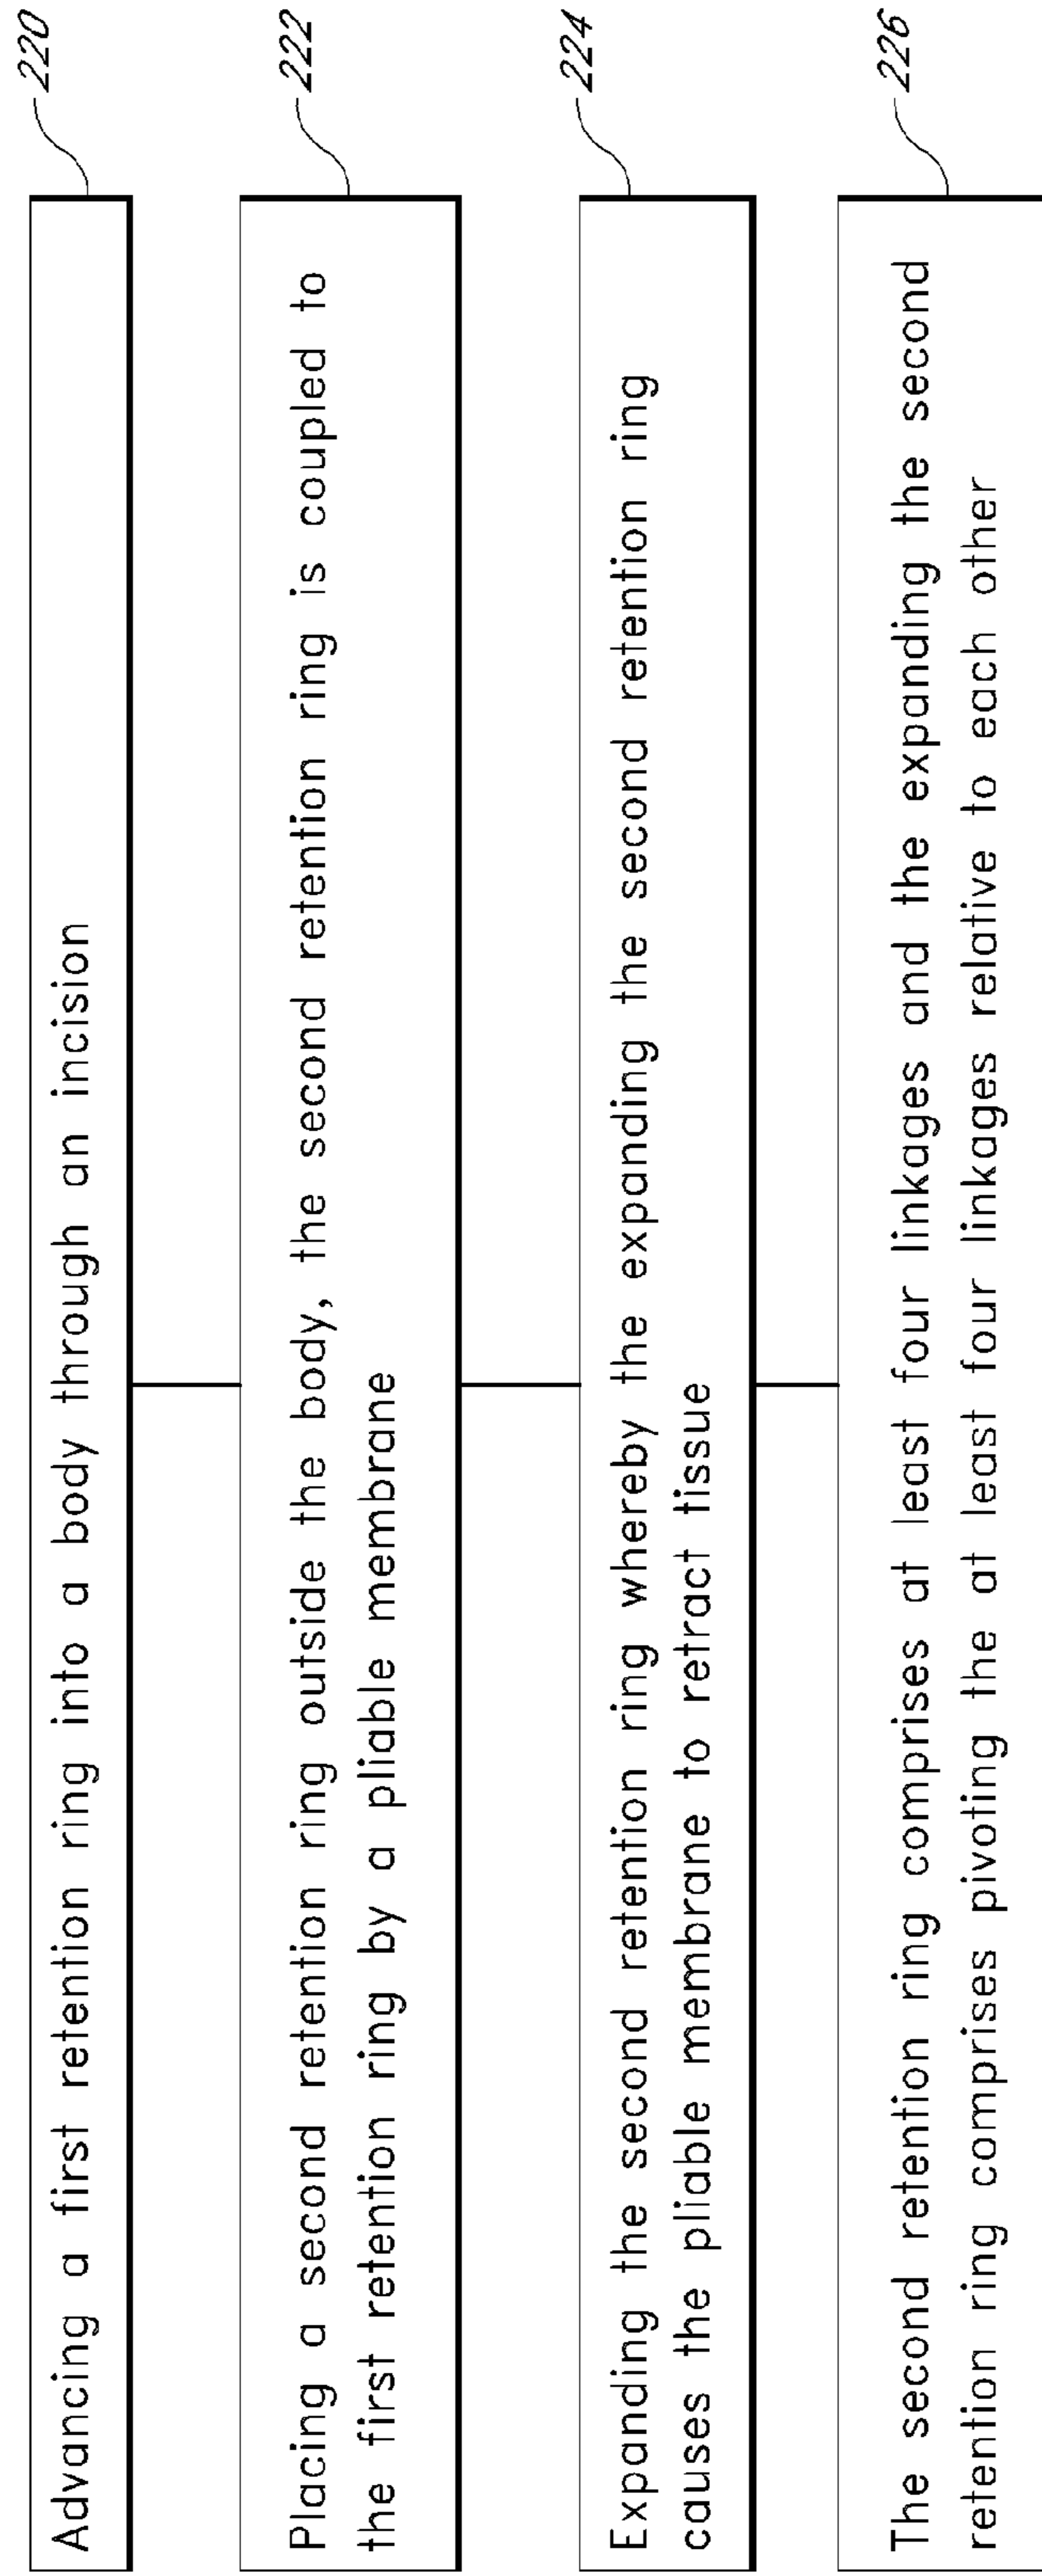 Advancing a first retention ring into a body through an incision
220
Placing a second retention ring outside the body, the second retention ring is coupled to
the first retention ring by a pliable membrane
222
Expanding the second retention ring whereby the expanding the second retention ring
causes the pliable membrane to retract tissue
224
The second retention ring comprises at least four linkages and the expanding the second
retention ring comprises pivoting the at least four linkages relative to each other
226